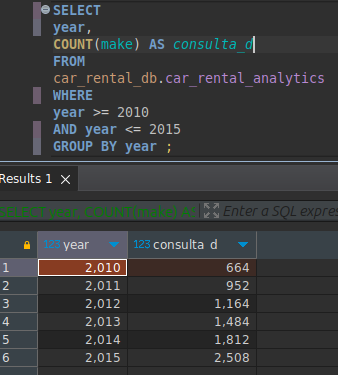 SELECT
year,
COUNT(make) AS consulta_d
FROM
car_rental_db.car_rental_analytics
WHERE
year >= 2010
AND year <= 2015
GROUP BY year ;
Results 1 ×
SELECT year, COUNT(make) AS Enter a SQL expres
123 year 123 consulta_d
1 2,010 664
2 2,011 952
3 2,012 1,164
4 2,013 1,484
5 2,014 1,812
6 2,015 2,508